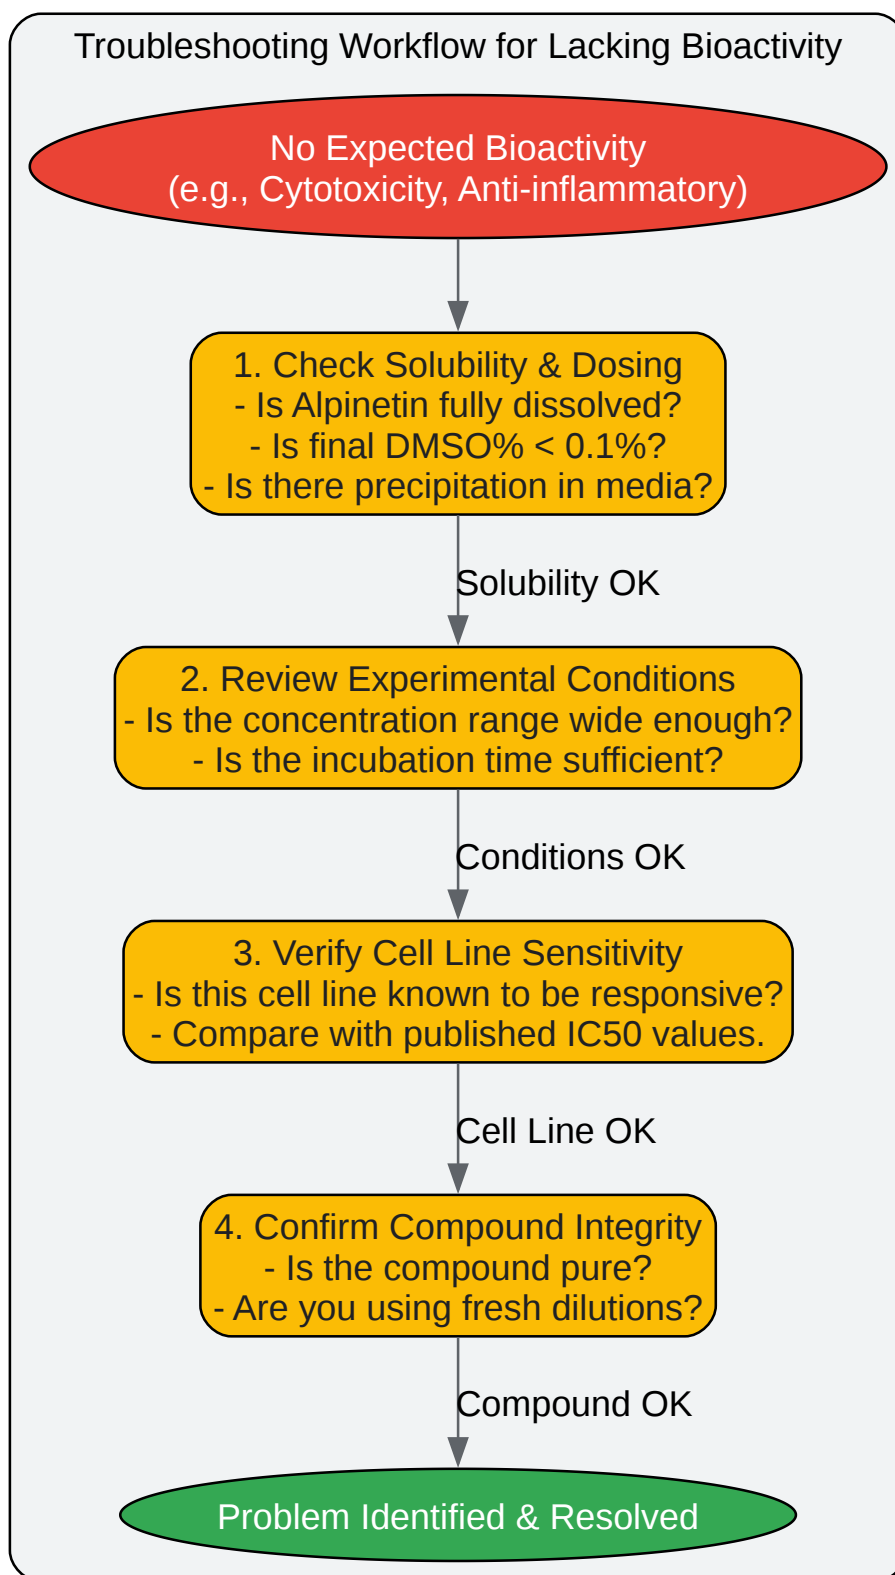 Troubleshooting Workflow for Lacking Bioactivity
No Expected Bioactivity
(e.g., Cytotoxicity, Anti-inflammatory)
1. Check Solubility & Dosing
- Is Alpinetin fully dissolved?
- Is final DMSO% < 0.1%?
- Is there precipitation in media?
Solubility OK
2. Review Experimental Conditions
- Is the concentration range wide enough?
- Is the incubation time sufficient?
Conditions OK
3. Verify Cell Line Sensitivity
- Is this cell line known to be responsive?
- Compare with published IC50 values.
Cell Line OK
4. Confirm Compound Integrity
- Is the compound pure?
- Are you using fresh dilutions?
Compound OK
Problem Identified & Resolved